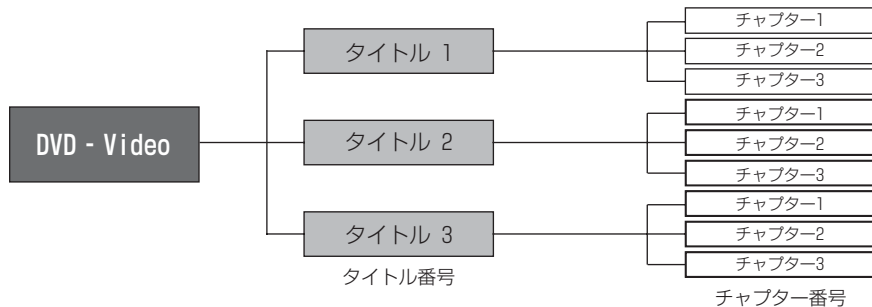 DVD - Video
タイトル 1
チャプター1
チャプター2
チャプター3
タイトル 2
チャプター1
チャプター2
チャプター3
タイトル 3
チャプター1
チャプター2
チャプター3
タイトル番号
チャプター番号